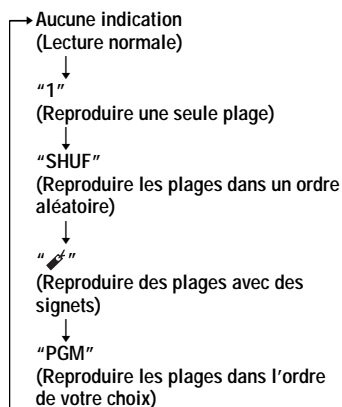 Aucune indication
(Lecture normale)
“1”
(Reproduire une seule plage)
“SHUF”
(Reproduire les plages dans un ordre
aléatoire)
“ ”
(Reproduire des plages avec des
signets)
“PGM”
(Reproduire les plages dans l'ordre
de votre choix)